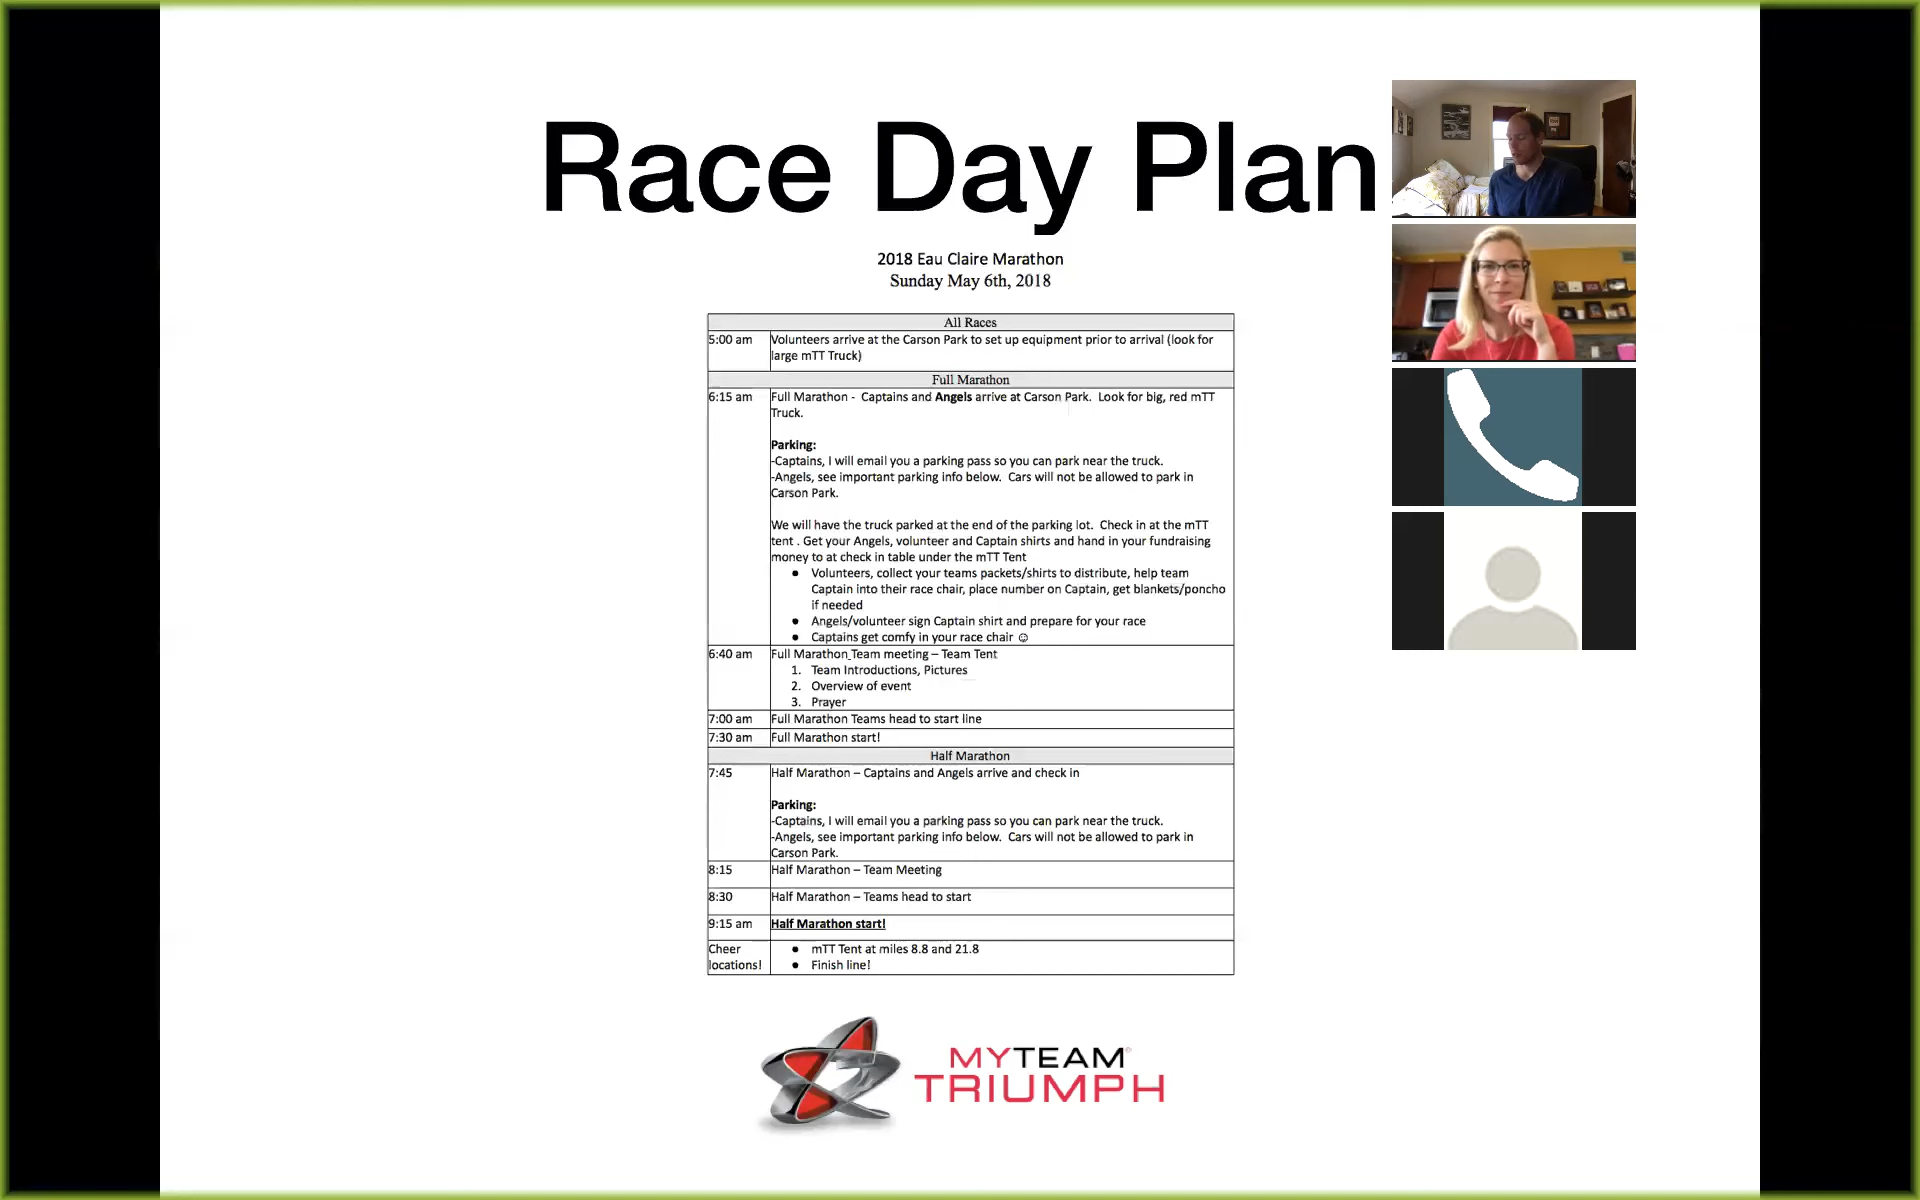 Race Day Plan
2018 Eau Claire Marathon
Sunday May 6th, 2018
All Races
5:00 am Volunteers arrive at the Carson Park to set up equipment prior to arrival (look for
large mTT Truck)
Full Marathon
6:15 am Full Marathon - Captains and Angels arrive at Carson Park. Look for big, red mTT
Truck.
Parking:
-Captains, I will email you a parking pass so you can park near the truck.
-Angels, see important parking info below. Cars will not be allowed to park in
Carson Park.
We will have the truck parked at the end of the parking lot. Check in at the mTT
tent . Get your Angels, volunteer and Captain shirts and hand in your fundraising
money to at check in table under the mTT Tent
● Volunteers, collect your teams packets/shirts to distribute, help team
Captain into their race chair, place number on Captain, get blankets/poncho
if needed
● Angels/volunteer sign Captain shirt and prepare for your race
● Captains get comfy in your race chair ☺
6:40 am Full Marathon Team meeting – Team Tent
1. Team Introductions, Pictures
2. Overview of event
3. Prayer
7:00 am Full Marathon Teams head to start line
7:30 am Full Marathon start!
Half Marathon
7:45 Half Marathon – Captains and Angels arrive and check in
Parking:
-Captains, I will email you a parking pass so you can park near the truck.
-Angels, see important parking info below. Cars will not be allowed to park in
Carson Park.
8:15 Half Marathon – Team Meeting
8:30 Half Marathon – Teams head to start
9:15 am Half Marathon start!
Cheer ● mTT Tent at miles 8.8 and 21.8
locations! ● Finish line!
MYTEAM
TRIUMPH